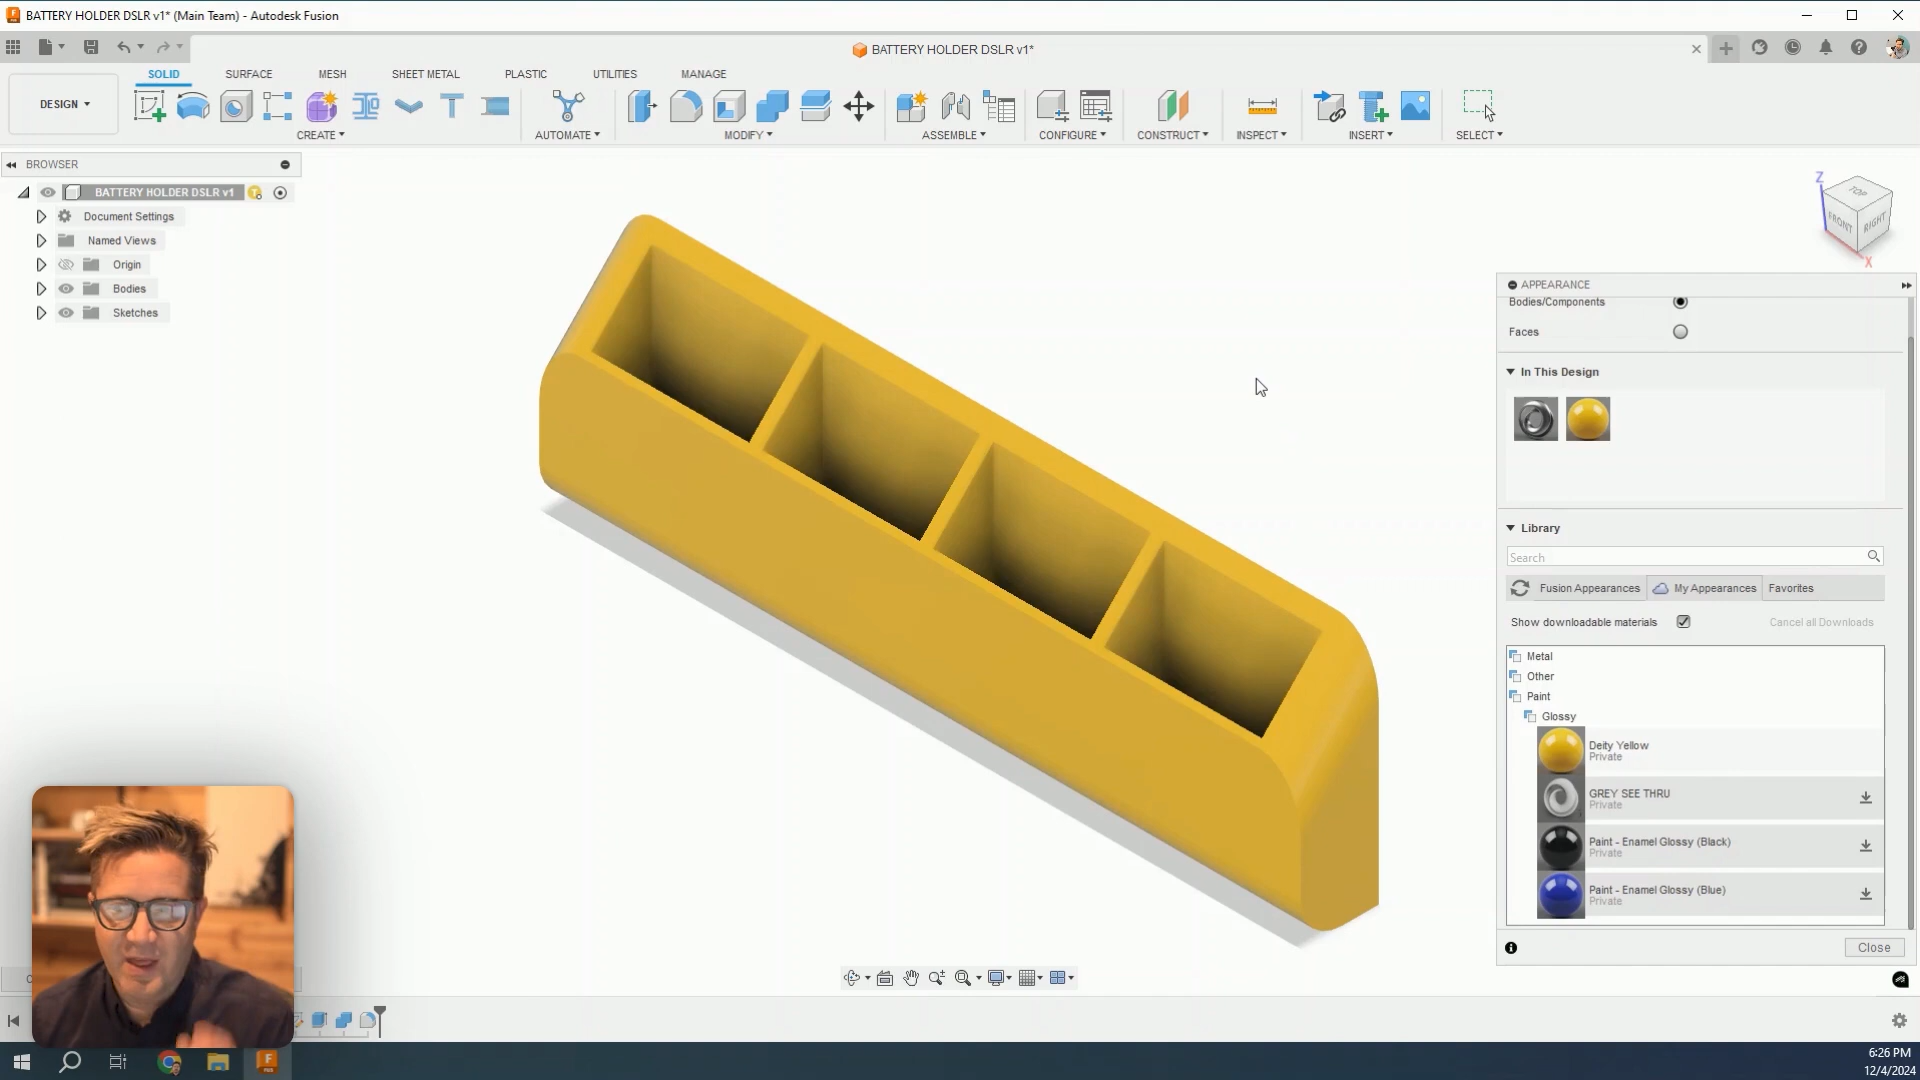 BATTERY HOLDER DSLR v1* (Main Team) - Autodesk Fusion
BATTERY HOLDER DSLR v1*
SOLID
SURFACE
MESH
SHEET METAL
PLASTIC
UTILITIES
MANAGE
DESIGN
CREATE
AUTOMATE
MODIFY
ASSEMBLE
CONFIGURE
CONSTRUCT
INSPECT
INSERT
SELECT
BROWSER
BATTERY HOLDER DSLR v1
Document Settings
Named Views
Origin
Bodies
Sketches
Z
TOP
FRONT
RIGHT
X
APPEARANCE
Bodies/Components
Faces
In This Design
Library
Search
Fusion Appearances
My Appearances
Favorites
Show downloadable materials
Cancel all Downloads
Metal
Other
Paint
Glossy
Deity Yellow
Private
GREY SEE THRU
Private
Paint - Enamel Glossy (Black)
Private
Paint - Enamel Glossy (Blue)
Private
Close
6:26 PM
12/4/2024